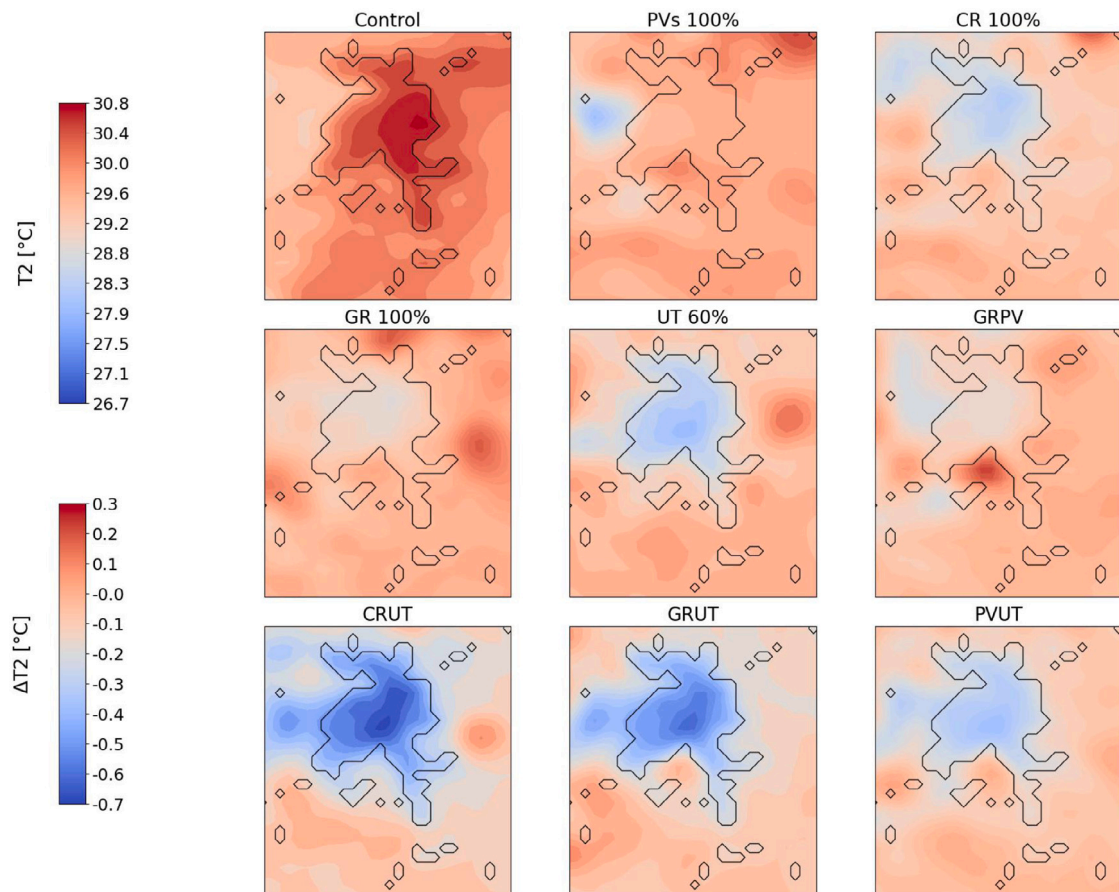 Control
PVs 100%
CR 100%
T2 [°C]
30.8
30.4
30.0
29.6
29.2
28.8
28.3
27.9
27.5
27.1
26.7
GR 100%
UT 60%
GRPV
ΔT2 [°C]
0.3
0.2
0.1
-0.0
-0.1
-0.2
-0.3
-0.4
-0.5
-0.6
-0.7
CRUT
GRUT
PVUT